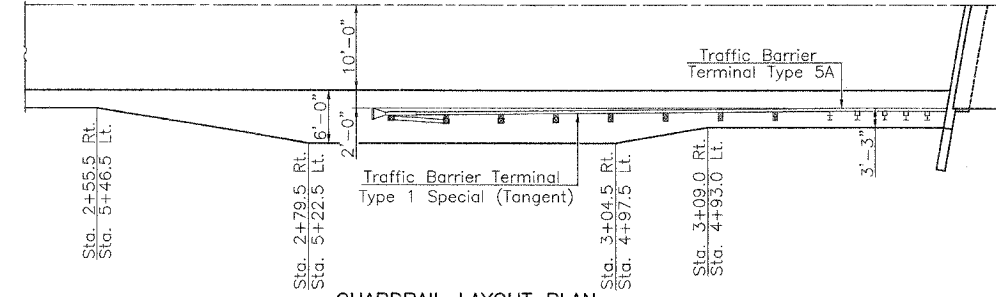 10'-0"
Traffic Barrier
Terminal Type 5A
6'-0"
2'-0"
3'-3"
Traffic Barrier Terminal
Type 1 Special (Tangent)
Sta. 2+55.5 Rt.
Sta. 5+46.5 Lt.
Sta. 2+79.5 Rt.
Sta. 5+22.5 Lt.
Sta. 3+04.5 Rt.
Sta. 4+97.5 Lt.
Sta. 3+09.0 Rt.
Sta. 4+93.0 Lt.
GUARDRAIL LAYOUT PLAN